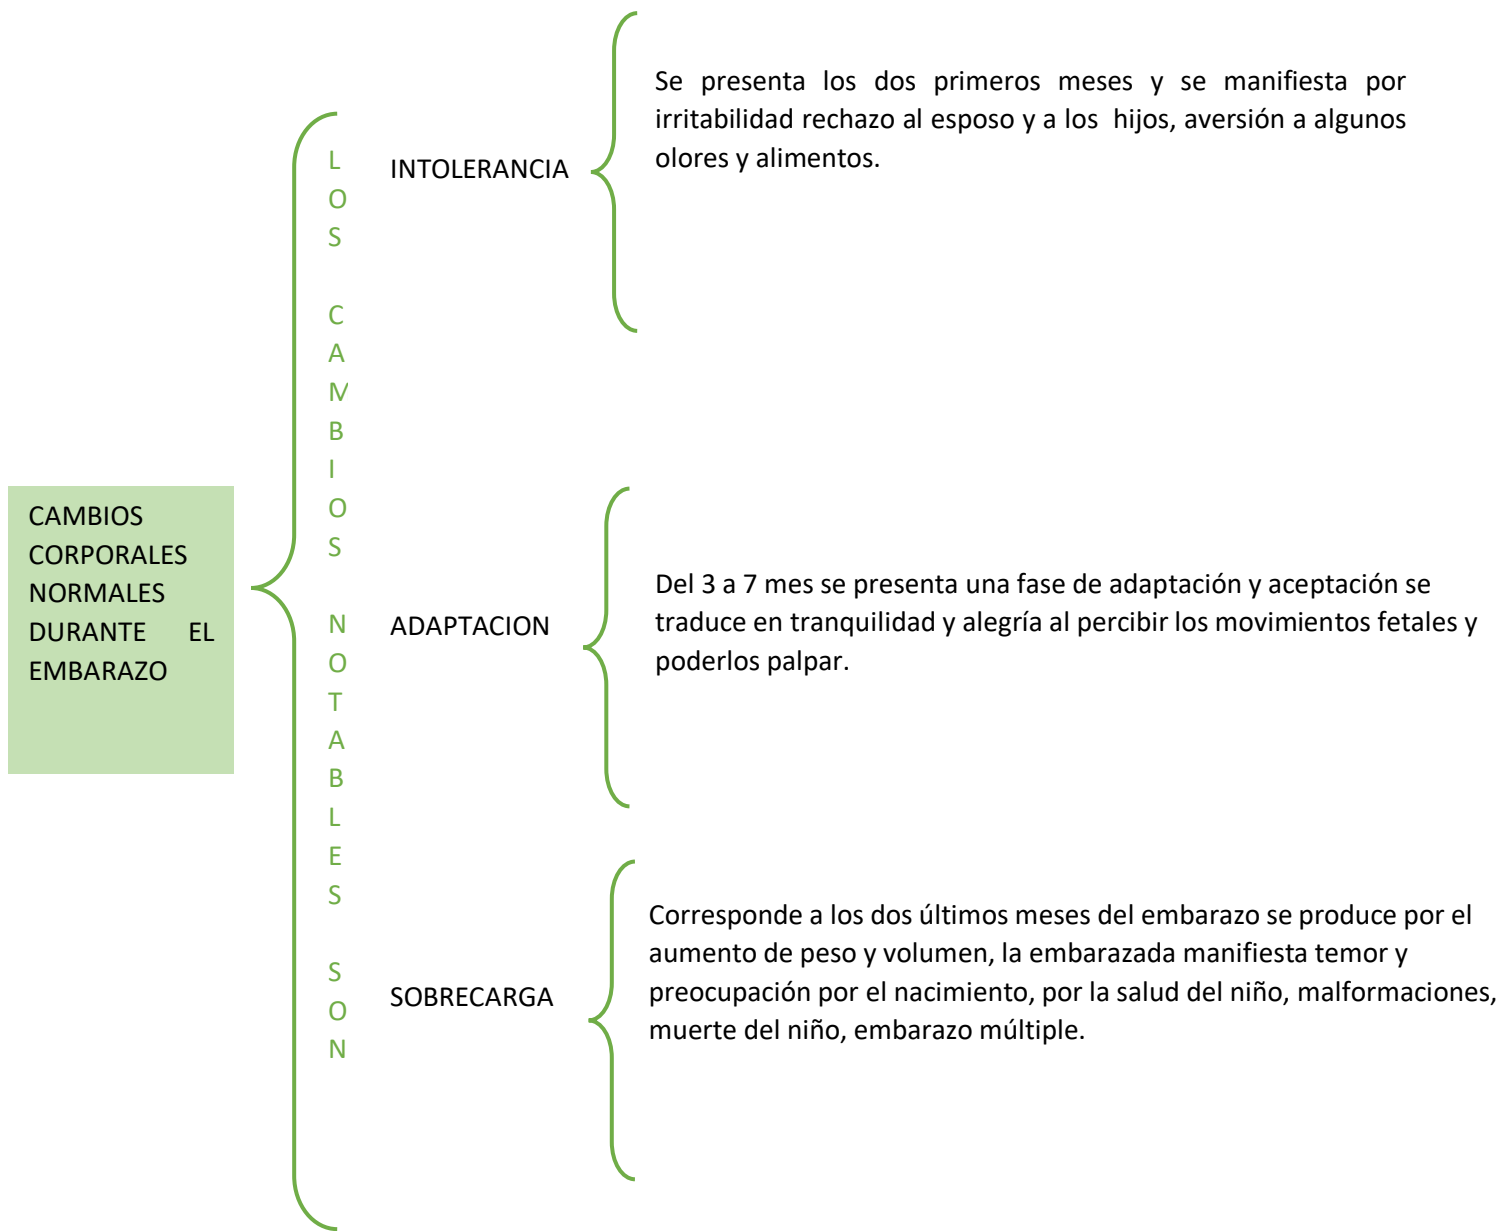 CAMBIOS
CORPORALES
NORMALES
DURANTE EL
EMBARAZO
LOS CAMBIOS NOTABLES SON
INTOLERANCIA
Se presenta los dos primeros meses y se manifiesta por
irritabilidad rechazo al esposo y a los hijos, aversión a algunos
olores y alimentos.
ADAPTACION
Del 3 a 7 mes se presenta una fase de adaptación y aceptación se
traduce en tranquilidad y alegría al percibir los movimientos fetales y
poderlos palpar.
SOBRECARGA
Corresponde a los dos últimos meses del embarazo se produce por el
aumento de peso y volumen, la embarazada manifiesta temor y
preocupación por el nacimiento, por la salud del niño, malformaciones,
muerte del niño, embarazo múltiple.